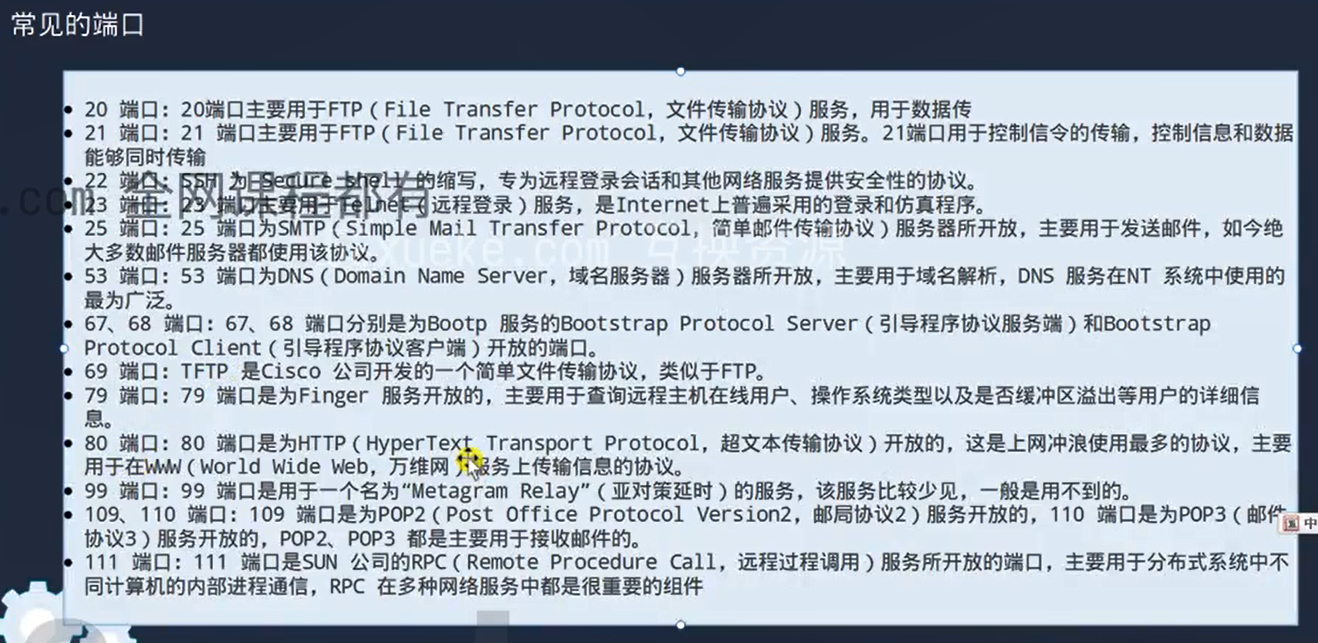 常见的端口
20 端口：20端口主要用于FTP（File Transfer Protocol，文件传输协议）服务，用于数据传
21 端口：21 端口主要用于FTP（File Transfer Protocol，文件传输协议）服务。21端口用于控制信令的传输，控制信息和数据
能够同时传输
22 端口：SSH 为 Secure shell 的缩写，专为远程登录会话和其他网络服务提供安全性的协议。
.com 全网课程都有
23 端口：23 端口主要用于Telnet（远程登录）服务，是Internet上普遍采用的登录和仿真程序。
25 端口：25 端口为SMTP（Simple Mail Transfer Protocol，简单邮件传输协议）服务器所开放，主要用于发送邮件，如今绝
大多数邮件服务器都使用该协议。
xueke.com 互换资源
53 端口：53 端口为DNS（Domain Name Server，域名服务器）服务器所开放，主要用于域名解析，DNS 服务在NT 系统中使用的
最为广泛。
67、68 端口：67、68 端口分别是为Bootp 服务的Bootstrap Protocol Server（引导程序协议服务端）和Bootstrap
Protocol Client（引导程序协议客户端）开放的端口。
69 端口：TFTP 是Cisco 公司开发的一个简单文件传输协议，类似于FTP。
79 端口：79 端口是为Finger 服务开放的，主要用于查询远程主机在线用户、操作系统类型以及是否缓冲区溢出等用户的详细信
息。
80 端口：80 端口是为HTTP（HyperText Transport Protocol，超文本传输协议）开放的，这是上网冲浪使用最多的协议，主要
用于在WWW（World Wide Web，万维网）服务上传输信息的协议。
99 端口：99 端口是用于一个名为“Metagram Relay”（亚对策延时）的服务，该服务比较少见，一般是用不到的。
109、110 端口：109 端口是为POP2（Post Office Protocol Version2，邮局协议2）服务开放的，110 端口是为POP3（邮件
协议3）服务开放的，POP2、POP3 都是主要用于接收邮件的。
中
111 端口：111 端口是SUN 公司的RPC（Remote Procedure Call，远程过程调用）服务所开放的端口，主要用于分布式系统中不
同计算机的内部进程通信，RPC 在多种网络服务中都是很重要的组件